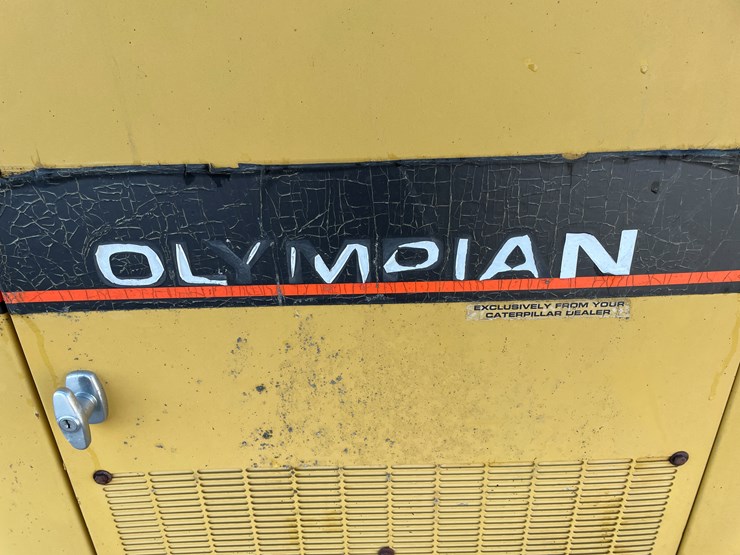 OLYMPIAN
EXCLUSIVELY FROM YOUR
CATERPILLAR DEALER